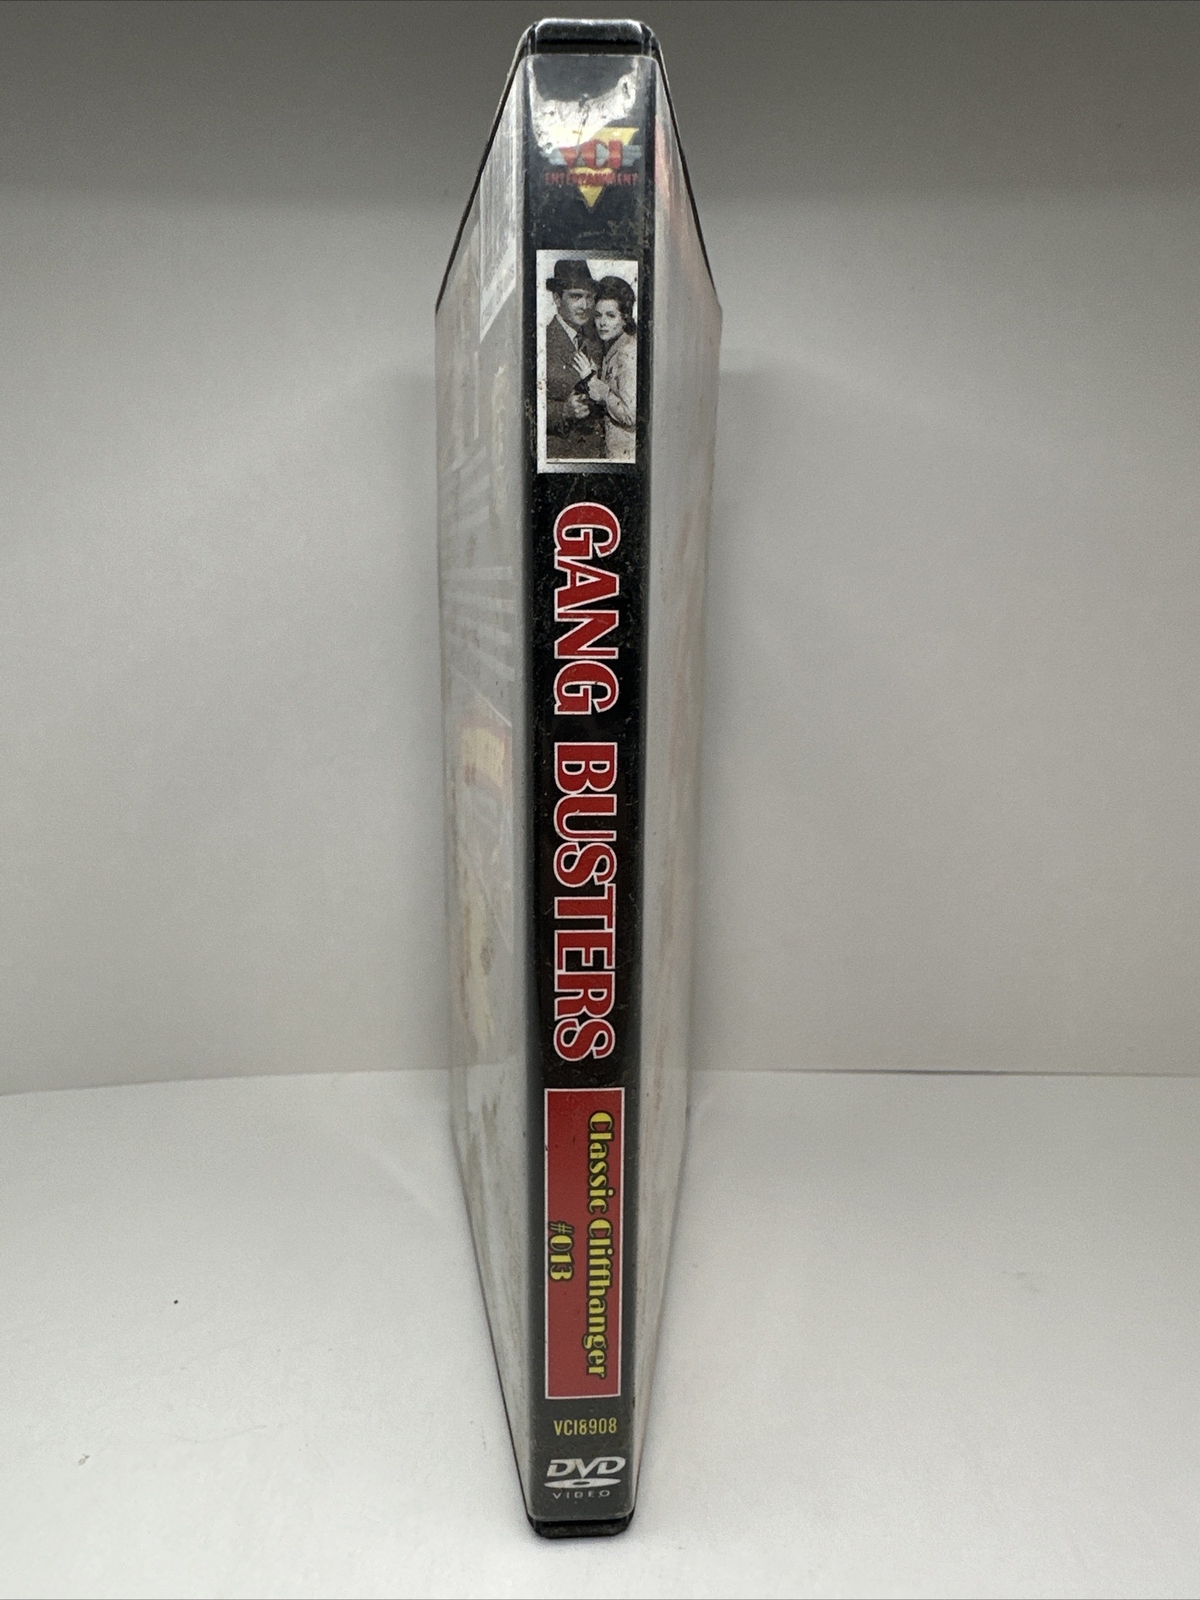 VCI
ENTERTAINMENT
GANG BUSTERS
Classic Cliffhanger
#013
VCI8908
DVD
VIDEO